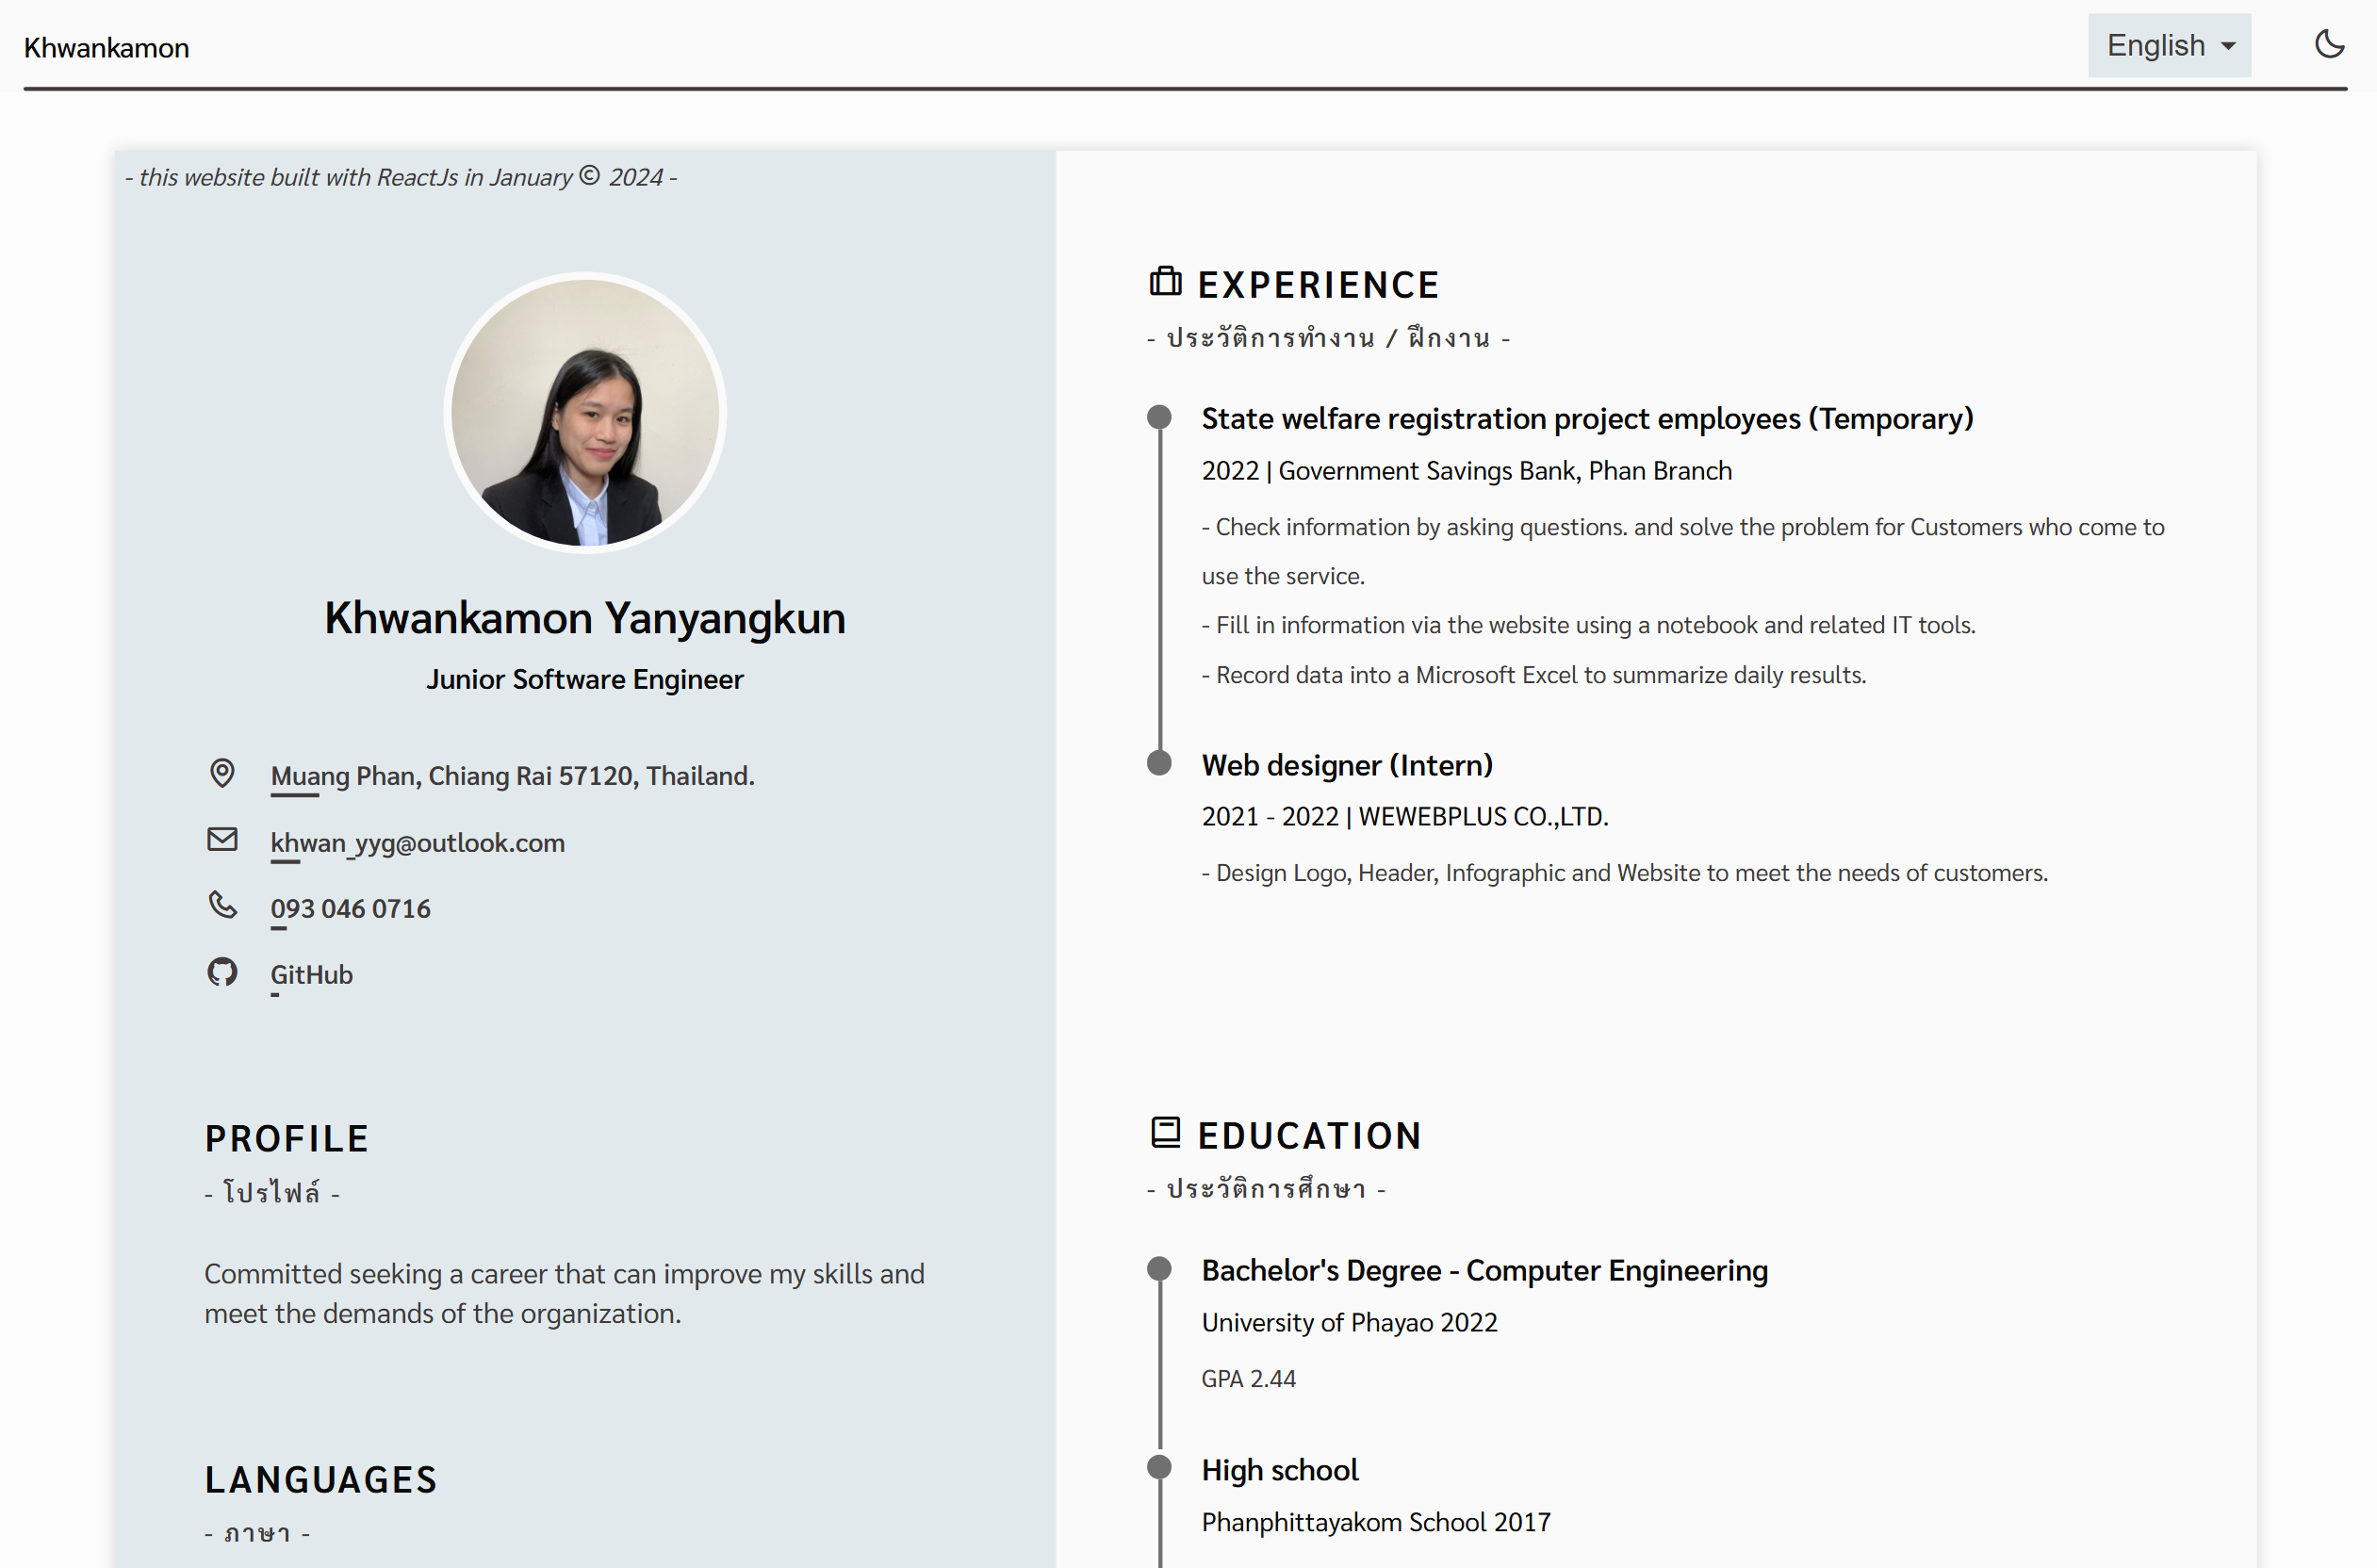 Khwankamon
English
- this website built with ReactJs in January © 2024 -
Khwankamon Yanyangkun
Junior Software Engineer
Muang Phan, Chiang Rai 57120, Thailand.
khwan_yyg@outlook.com
093 046 0716
GitHub
PROFILE
- โปรไฟล์ -
Committed seeking a career that can improve my skills and
meet the demands of the organization.
LANGUAGES
- ภาษา -
EXPERIENCE
- ประวัติการทำงาน / ฝึกงาน -
State welfare registration project employees (Temporary)
2022 | Government Savings Bank, Phan Branch
- Check information by asking questions. and solve the problem for Customers who come to
use the service.
- Fill in information via the website using a notebook and related IT tools.
- Record data into a Microsoft Excel to summarize daily results.
Web designer (Intern)
2021 - 2022 | WEWEBPLUS CO.,LTD.
- Design Logo, Header, Infographic and Website to meet the needs of customers.
EDUCATION
- ประวัติการศึกษา -
Bachelor's Degree - Computer Engineering
University of Phayao 2022
GPA 2.44
High school
Phanphittayakom School 2017